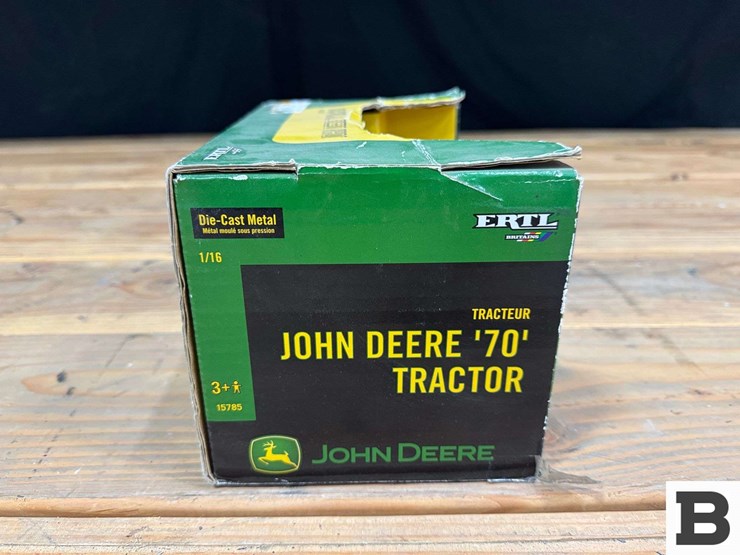 ERTL
Die-Cast Metal
Métal moulé sous pression
ERTL
BRITAINS
1/16
TRACTEUR
JOHN DEERE '70'
TRACTOR
3+
15785
JOHN DEERE
B